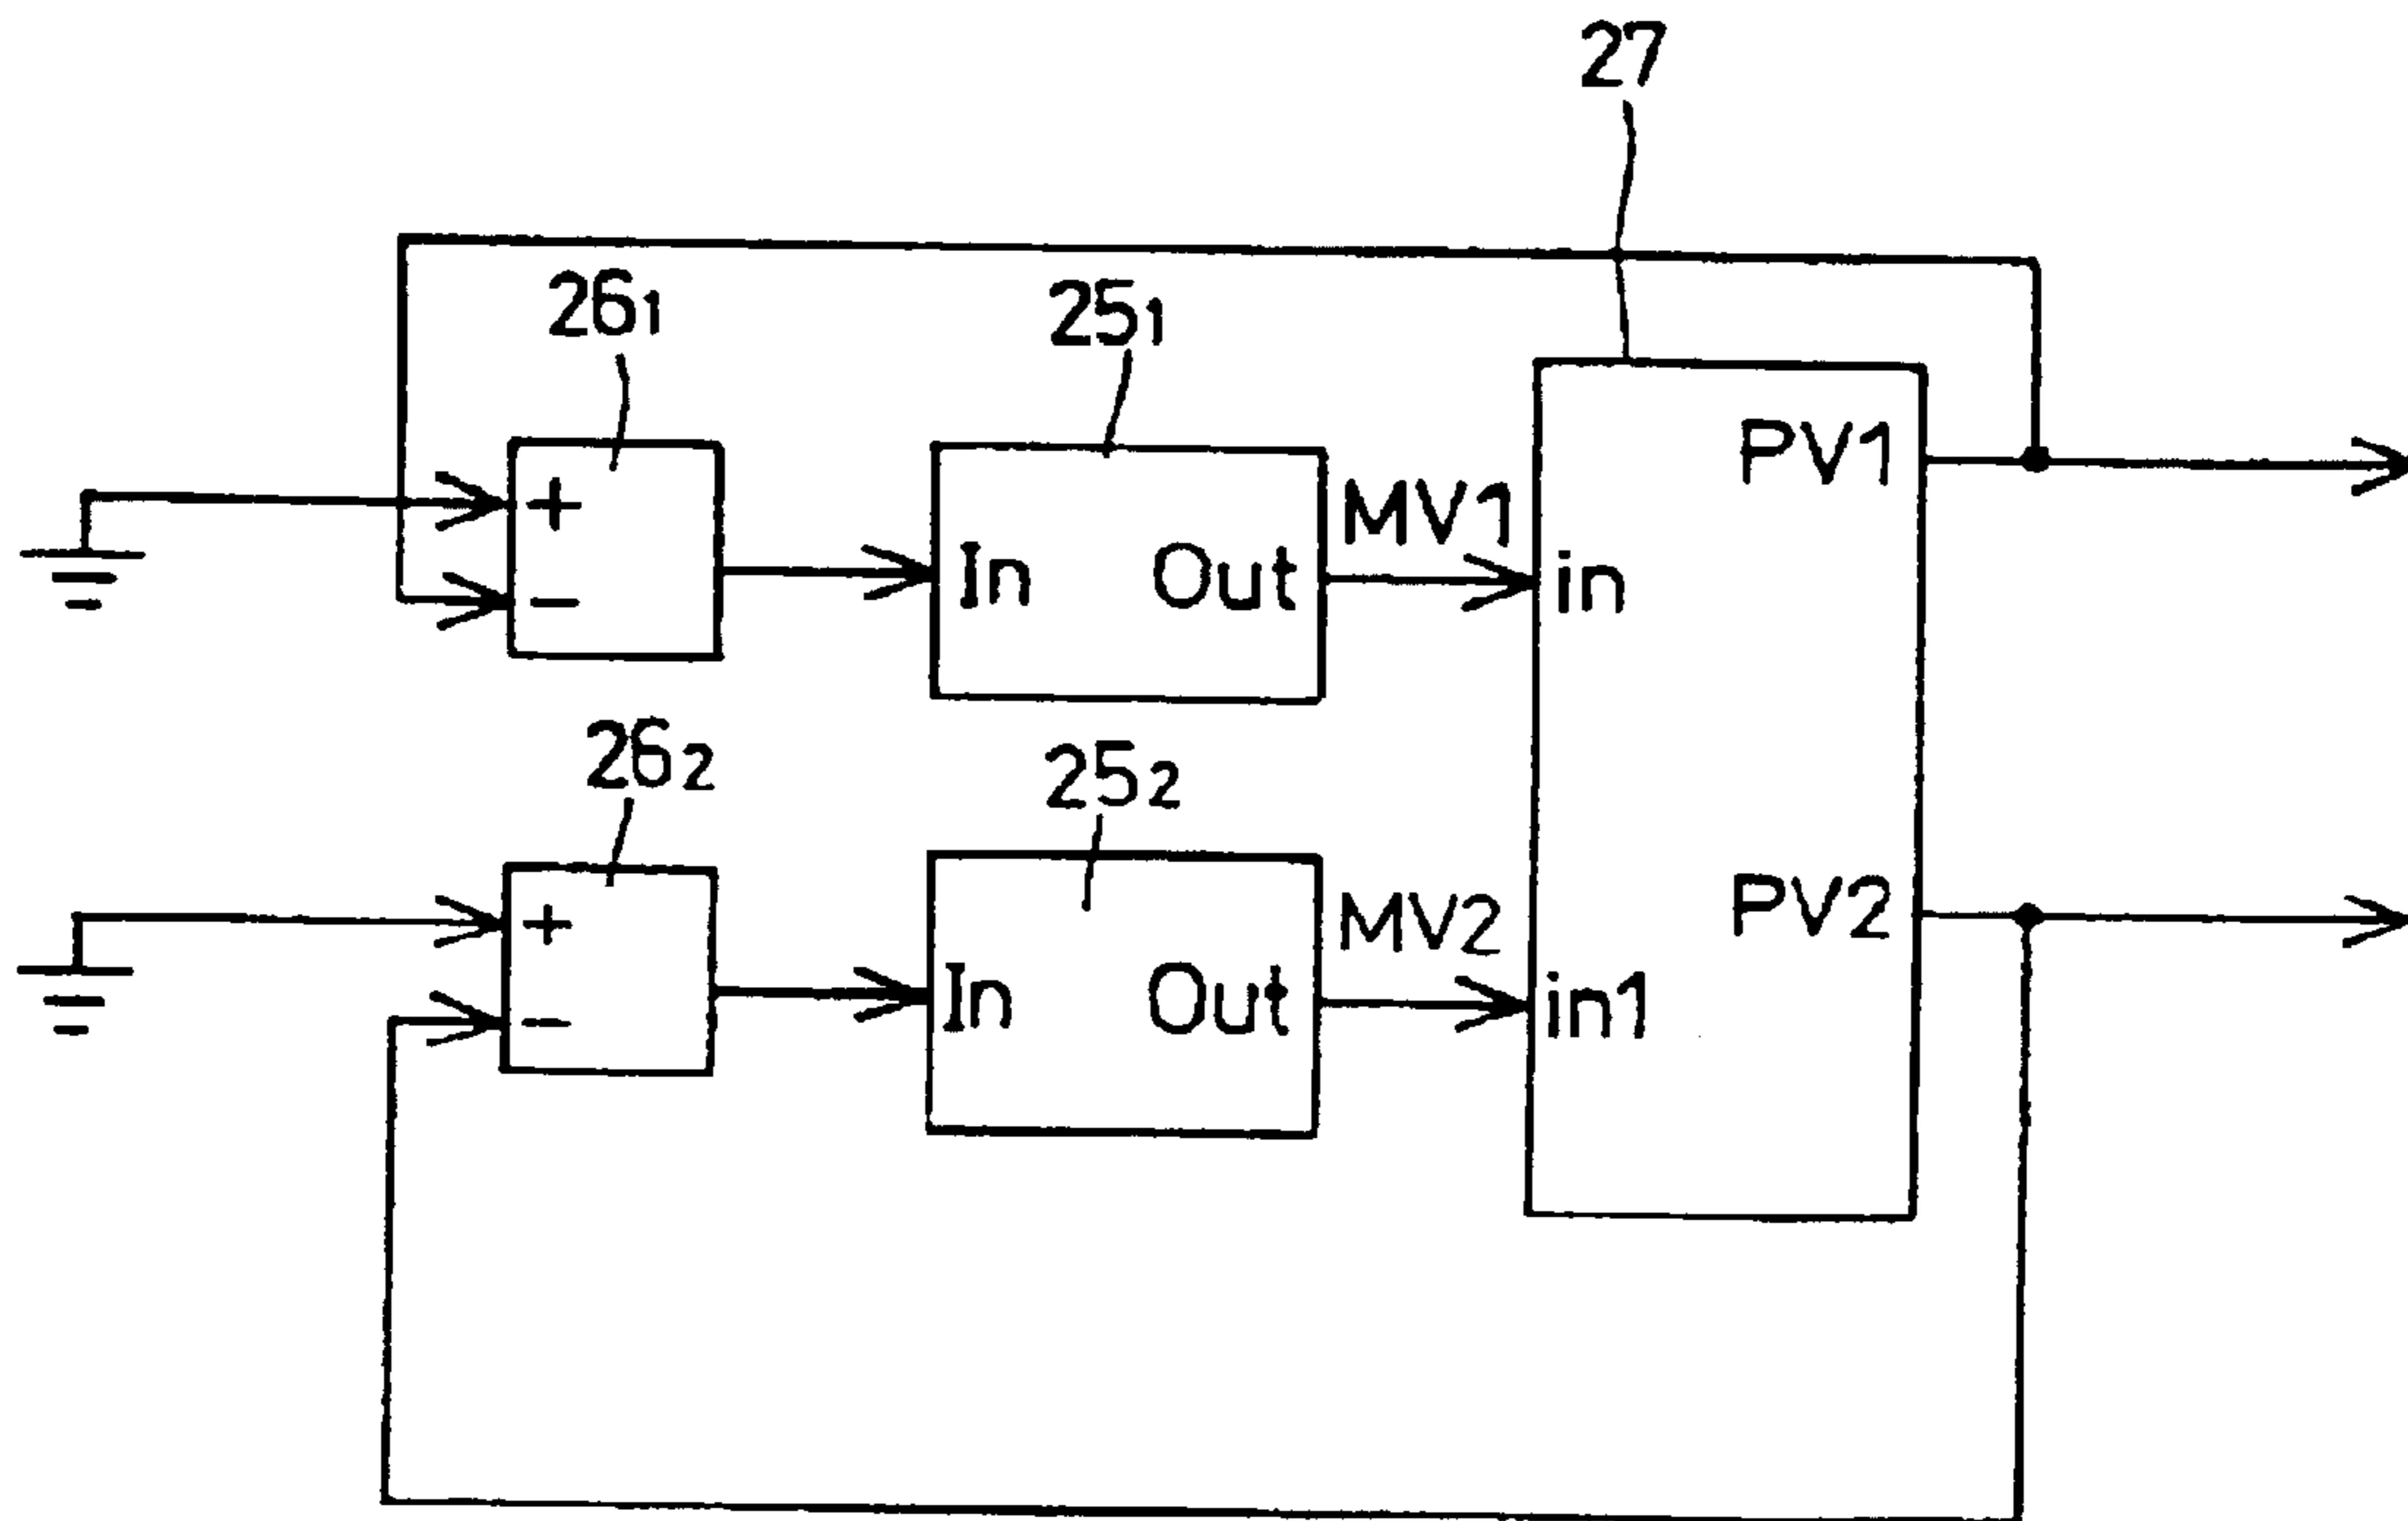 27
26₁
25₁
PV1
+
MV1
In
Out
in
−
26₂
25₂
PV2
+
MV2
In
Out
in1
−